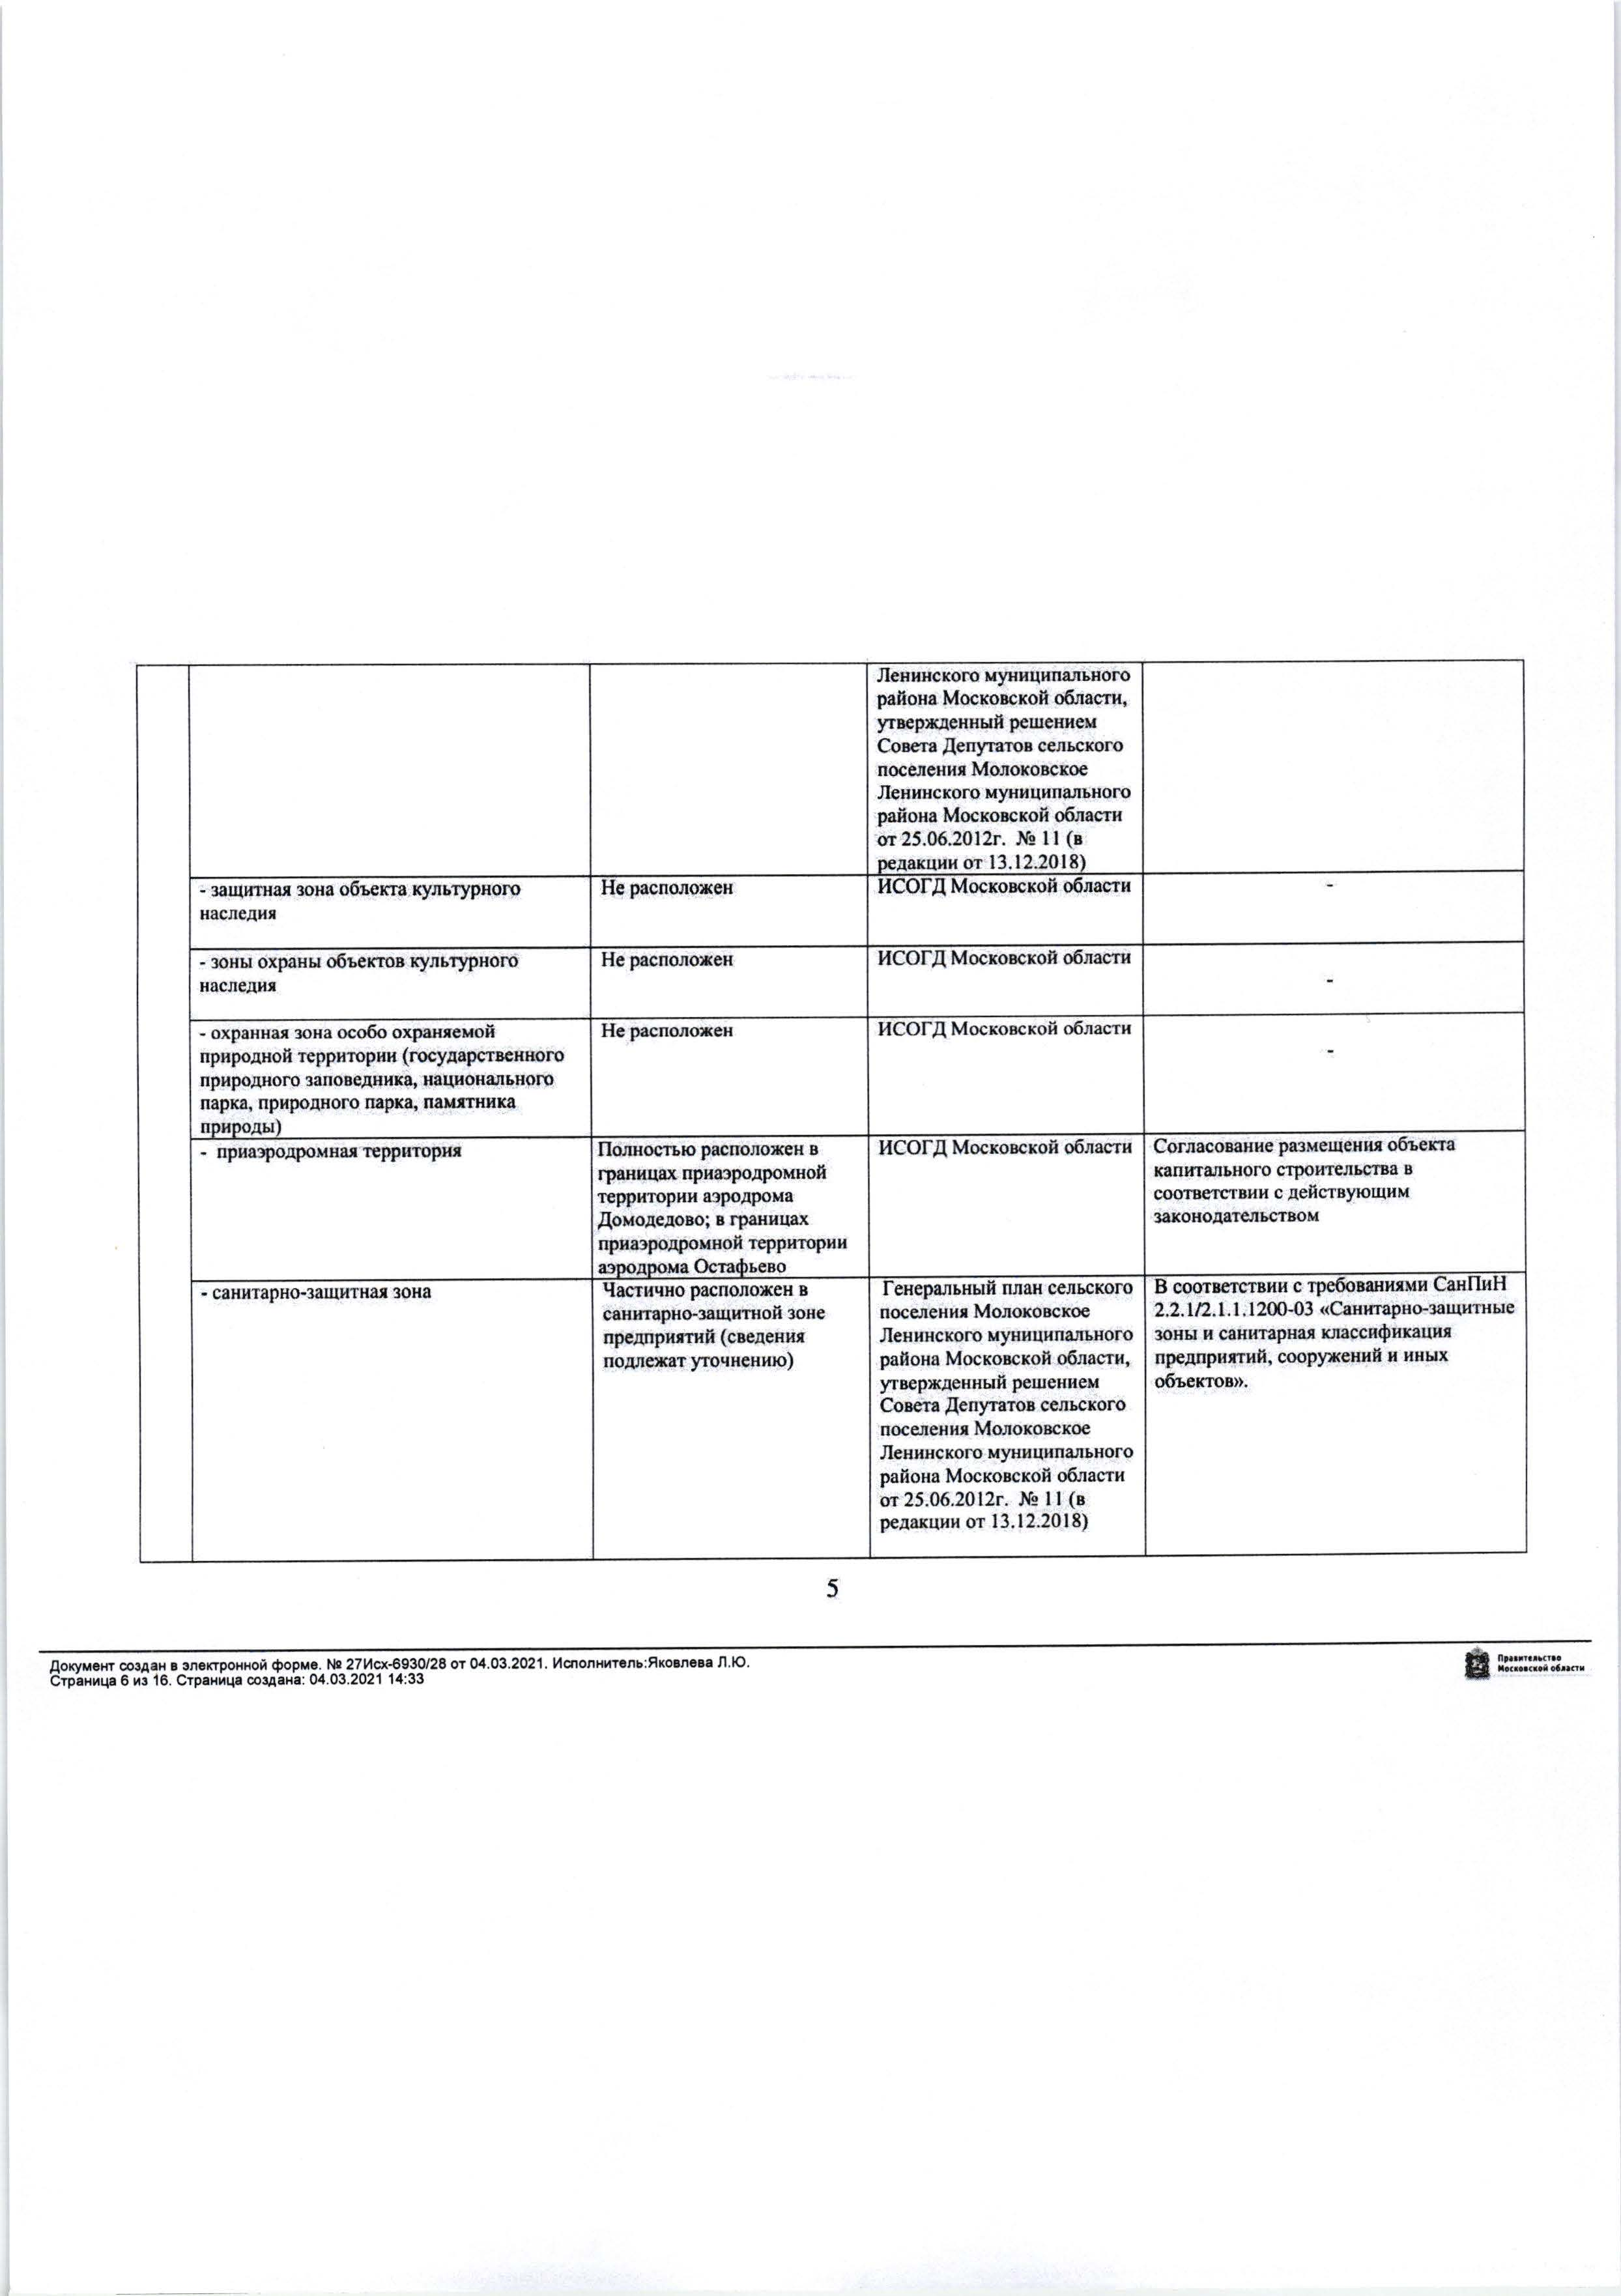 Ленинского муниципального
района Московской области,
утвержденный решением
Совета Депутатов сельского
поселения Молоковское
Ленинского муниципального
района Московской области
от 25.06.2012г. № 11 (в
редакции от 13.12.2018)
- защитная зона объекта культурного
наследия
Не расположен
ИСОГД Московской области
-
- зоны охраны объектов культурного
наследия
Не расположен
ИСОГД Московской области
-
- охранная зона особо охраняемой
природной территории (государственного
природного заповедника, национального
парка, природного парка, памятника
природы)
Не расположен
ИСОГД Московской области
-
- приаэродромная территория
Полностью расположен в
границах приаэродромной
территории аэродрома
Домодедово; в границах
приаэродромной территории
аэродрома Остафьево
ИСОГД Московской области
Согласование размещения объекта
капитального строительства в
соответствии с действующим
законодательством
- санитарно-защитная зона
Частично расположен в
санитарно-защитной зоне
предприятий (сведения
подлежат уточнению)
Генеральный план сельского
поселения Молоковское
Ленинского муниципального
района Московской области,
утвержденный решением
Совета Депутатов сельского
поселения Молоковское
Ленинского муниципального
района Московской области
от 25.06.2012г. № 11 (в
редакции от 13.12.2018)
В соответствии с требованиями СанПиН
2.2.1/2.1.1.1200-03 «Санитарно-защитные
зоны и санитарная классификация
предприятий, сооружений и иных
объектов».
5
Документ создан в электронной форме. № 27Исх-6930/28 от 04.03.2021. Исполнитель:Яковлева Л.Ю.
Страница 6 из 16. Страница создана: 04.03.2021 14:33
Правительство
Московской области